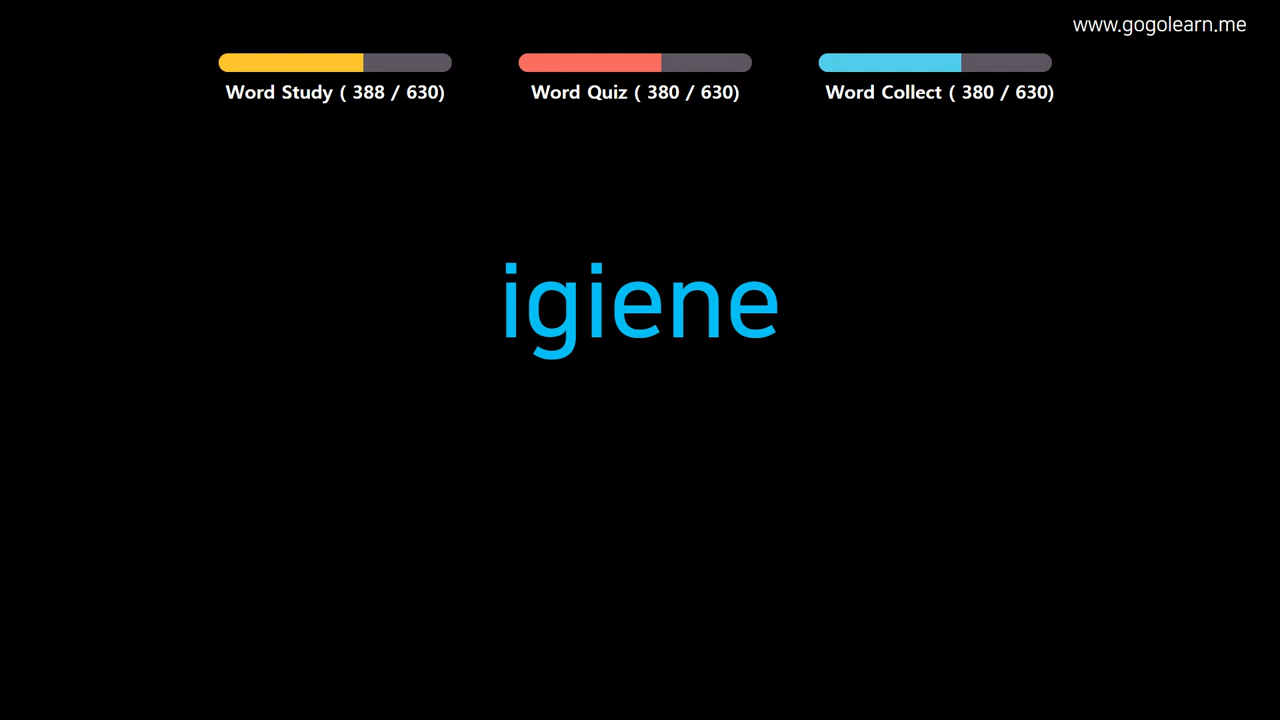 www.gogolearn.me
Word Study ( 388 / 630)
Word Quiz ( 380 / 630)
Word Collect ( 380 / 630)
igiene